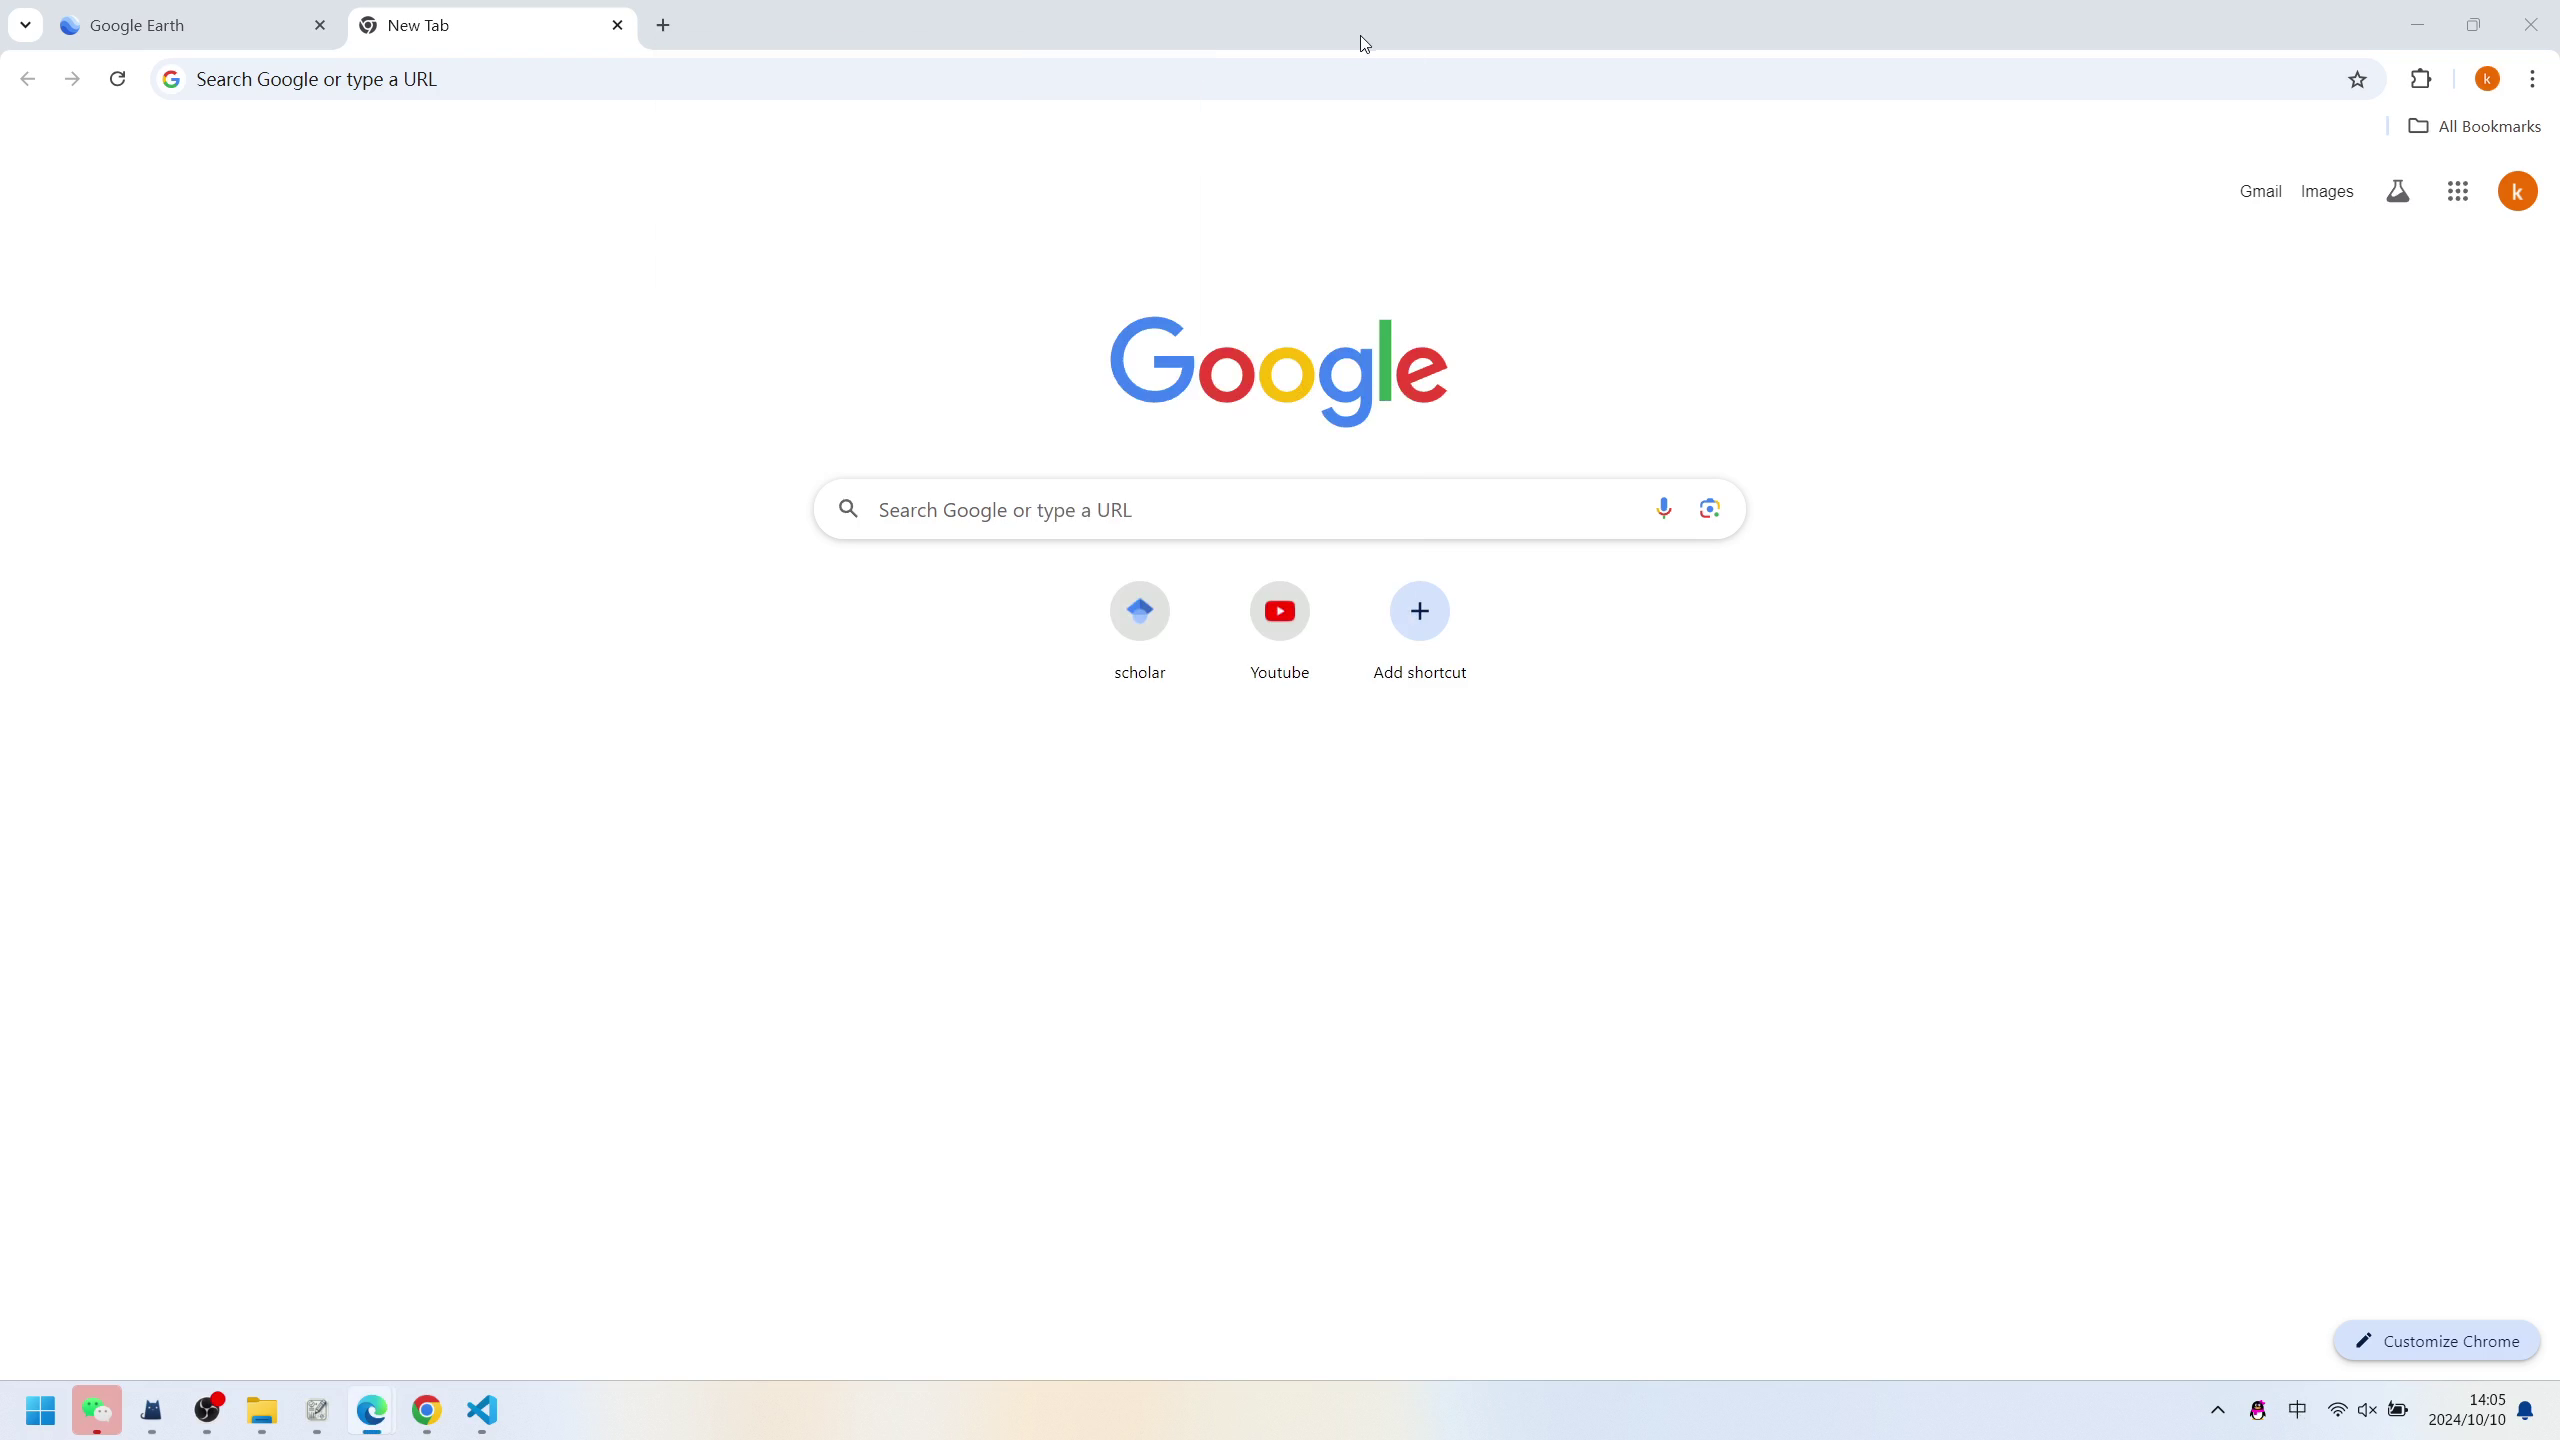 Google Earth
New Tab
Search Google or type a URL
All Bookmarks
Gmail
Images
k
Google
Search Google or type a URL
scholar
Youtube
Add shortcut
Customize Chrome
中
14:05
2024/10/10